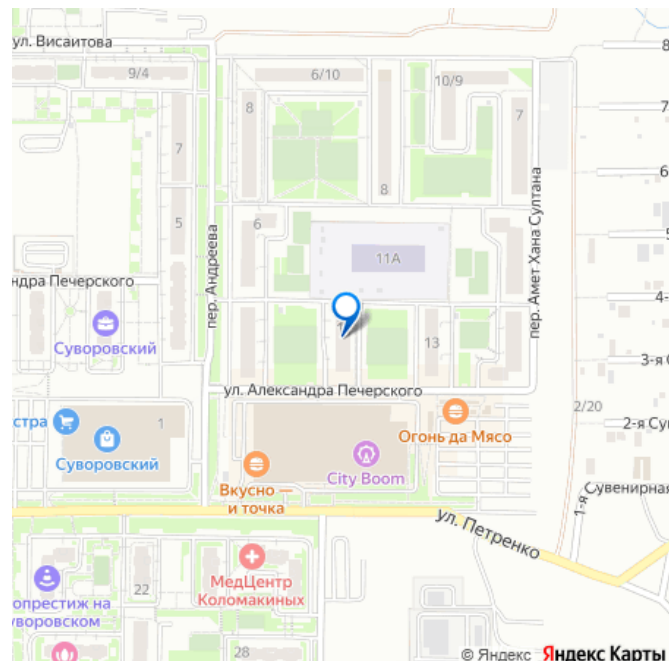 ул. Висаитова
9/4
6/10
10/9
8
7
8
7
8
7
6
5
6
пер. Андреева
11А
пер. Амет Хана Султана
5
4-
ндра Печерского
Суворовский
13
3-я С
ул. Александра Печерского
2/20
стра
1
Огонь да Мясо
2-я Су
Суворовский
City Boom
Вкусно —
и точка
1-я Сувенирная
ул. Петренко
МедЦентр
Коломакиных
22
опрестиж на
уворовском
28
© Яндекс Яндекс Карты